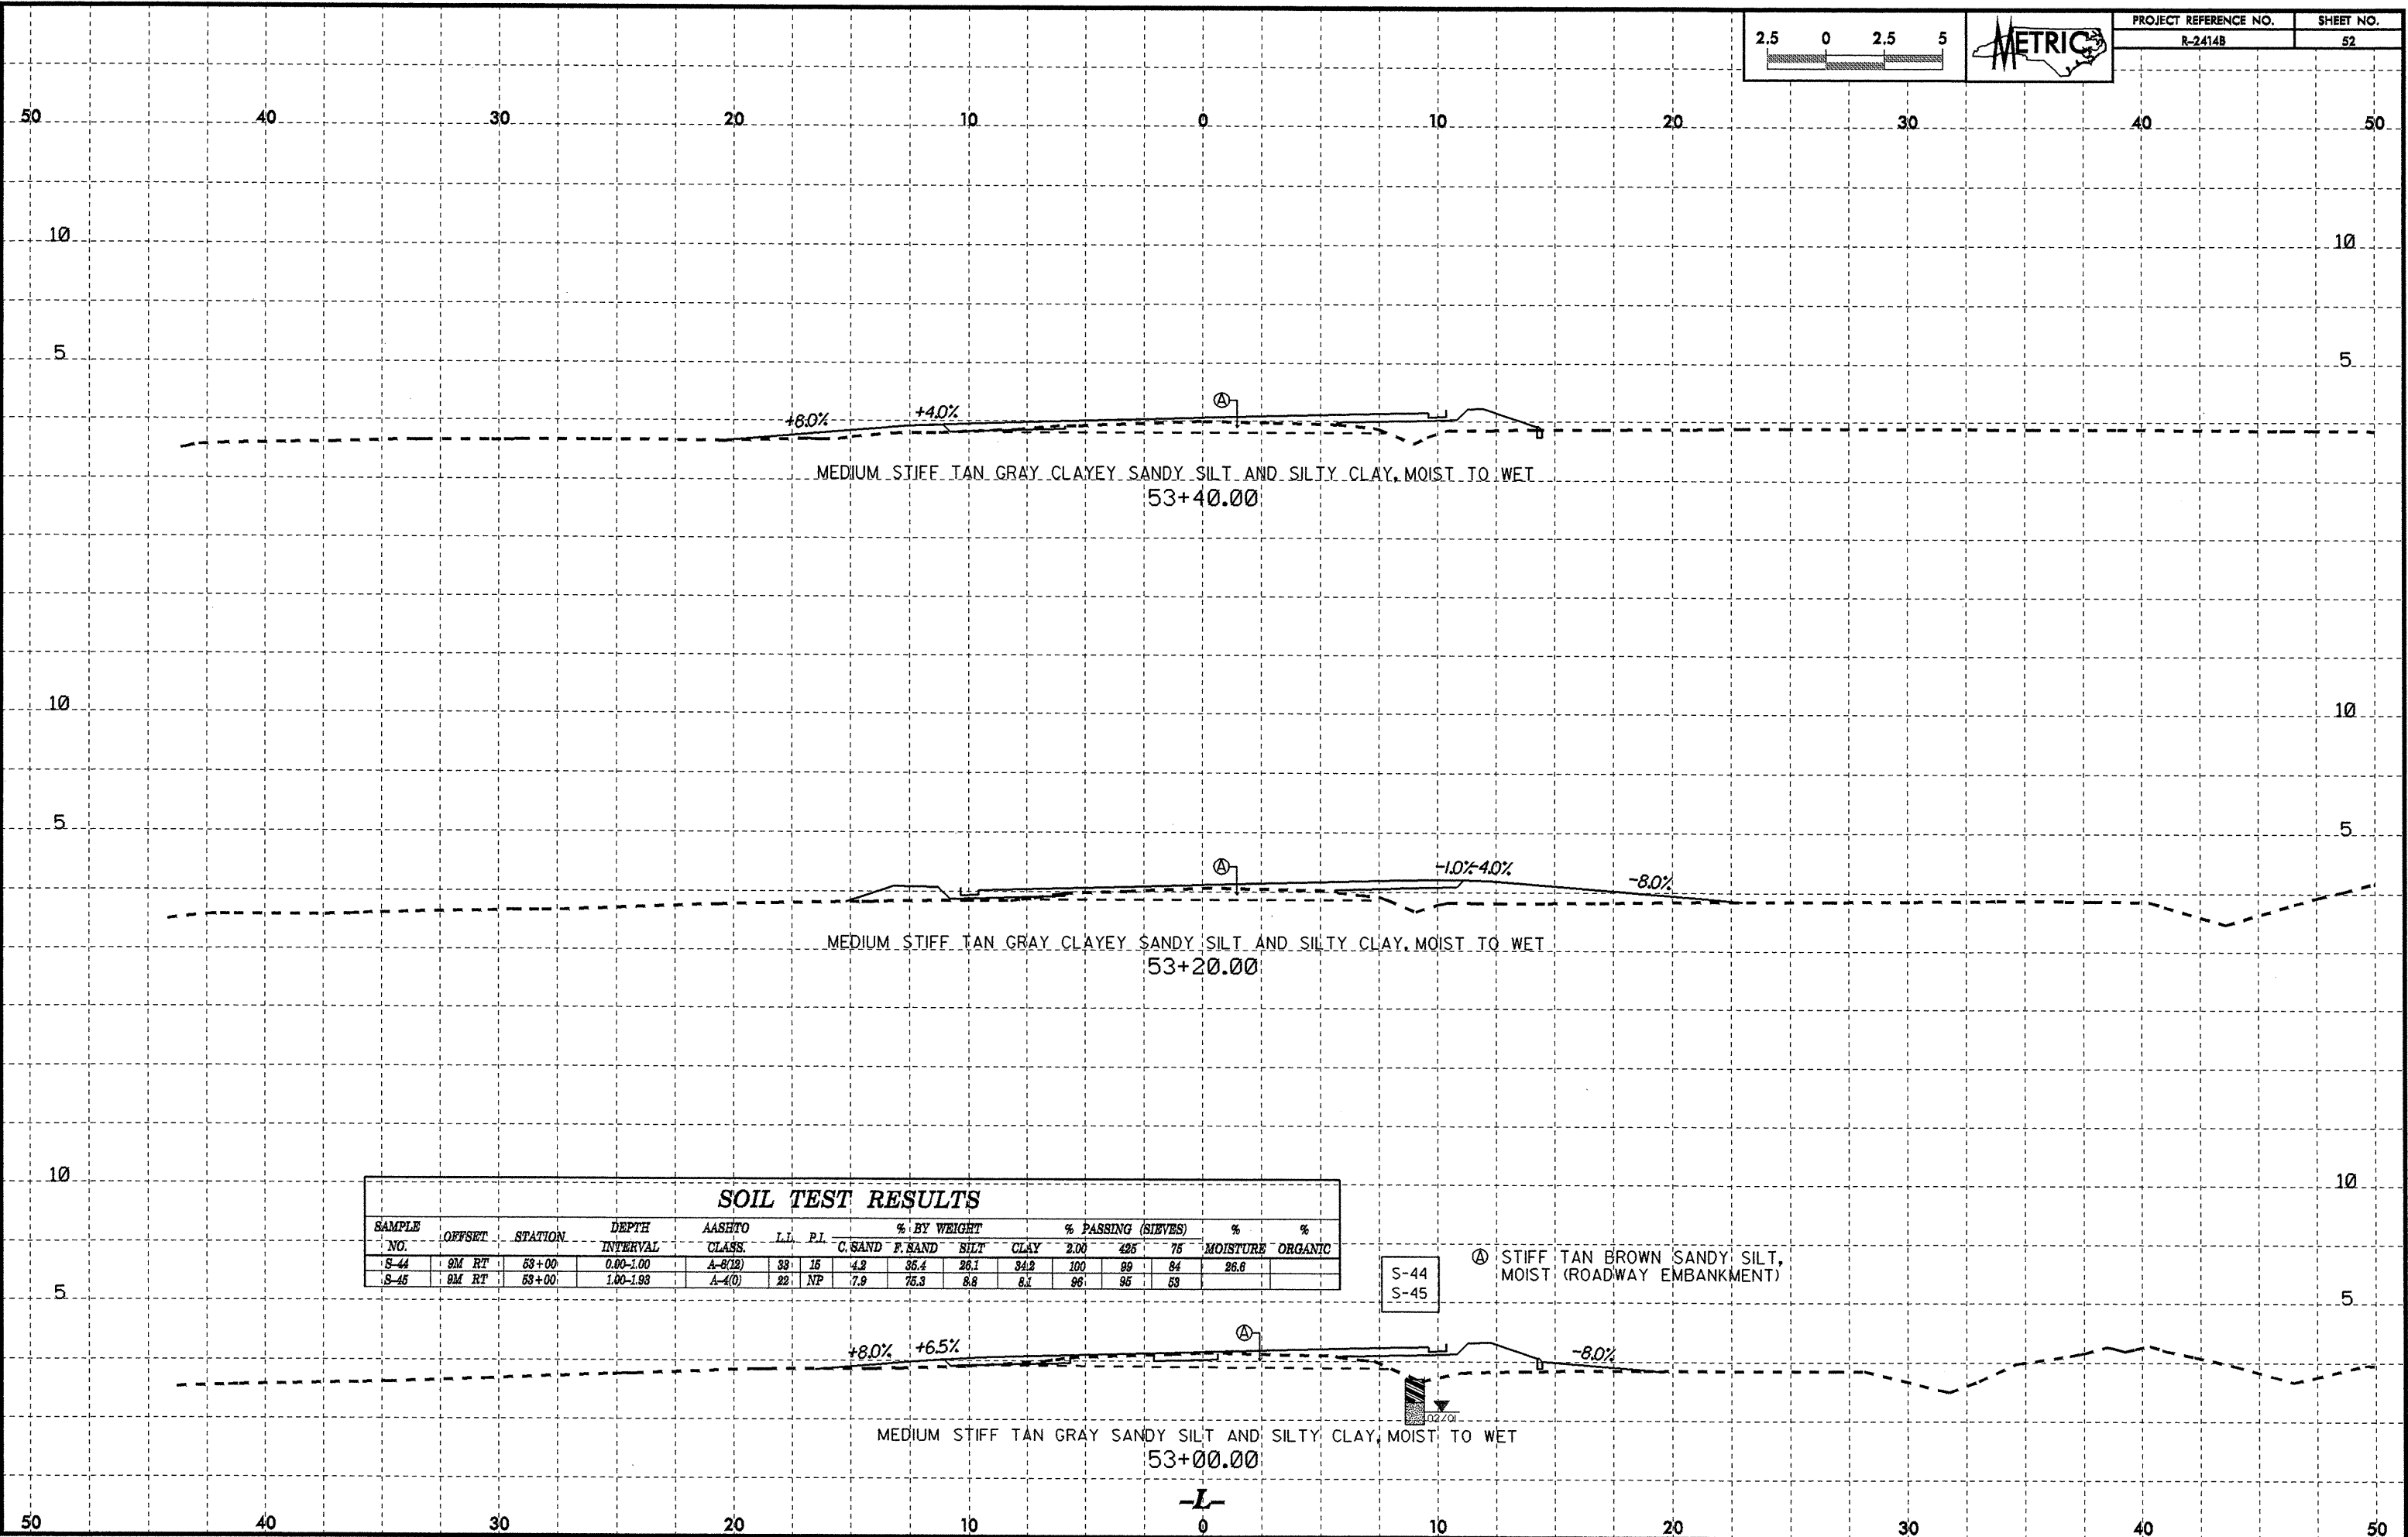 PROJECT REFERENCE NO. SHEET NO.
R-2414B 52
2.5 0 2.5 5
METRIC
50 40 30 20 10 0 10 20 30 40 50
10 10
5 5
+8.0% +4.0% A
MEDIUM STIFF TAN GRAY CLAYEY SANDY SILT AND SILTY CLAY, MOIST TO WET
53+40.00
10 10
5 5
A -1.0% -4.0% -8.0%
MEDIUM STIFF TAN GRAY CLAYEY SANDY SILT AND SILTY CLAY, MOIST TO WET
53+20.00
10 10
SOIL TEST RESULTS
SAMPLE NO. OFFSET STATION DEPTH INTERVAL AASHTO CLASS. L.L. P.I. % BY WEIGHT C. SAND F. SAND SILT CLAY % PASSING (SIEVES) 2.00 425 75 % MOISTURE % ORGANIC
S-44 9M RT 53+00 0.00-1.00 A-6(12) 33 15 4.2 35.4 26.1 34.2 100 99 84 26.6
S-45 9M RT 53+00 1.00-1.93 A-4(0) 22 NP 7.9 75.3 8.8 8.1 96 95 53
S-44
S-45
A STIFF TAN BROWN SANDY SILT,
MOIST (ROADWAY EMBANKMENT)
5 5
+8.0% +6.5% A -8.0%
02/01
MEDIUM STIFF TAN GRAY SANDY SILT AND SILTY CLAY, MOIST TO WET
53+00.00
-L-
50 40 30 20 10 0 10 20 30 40 50